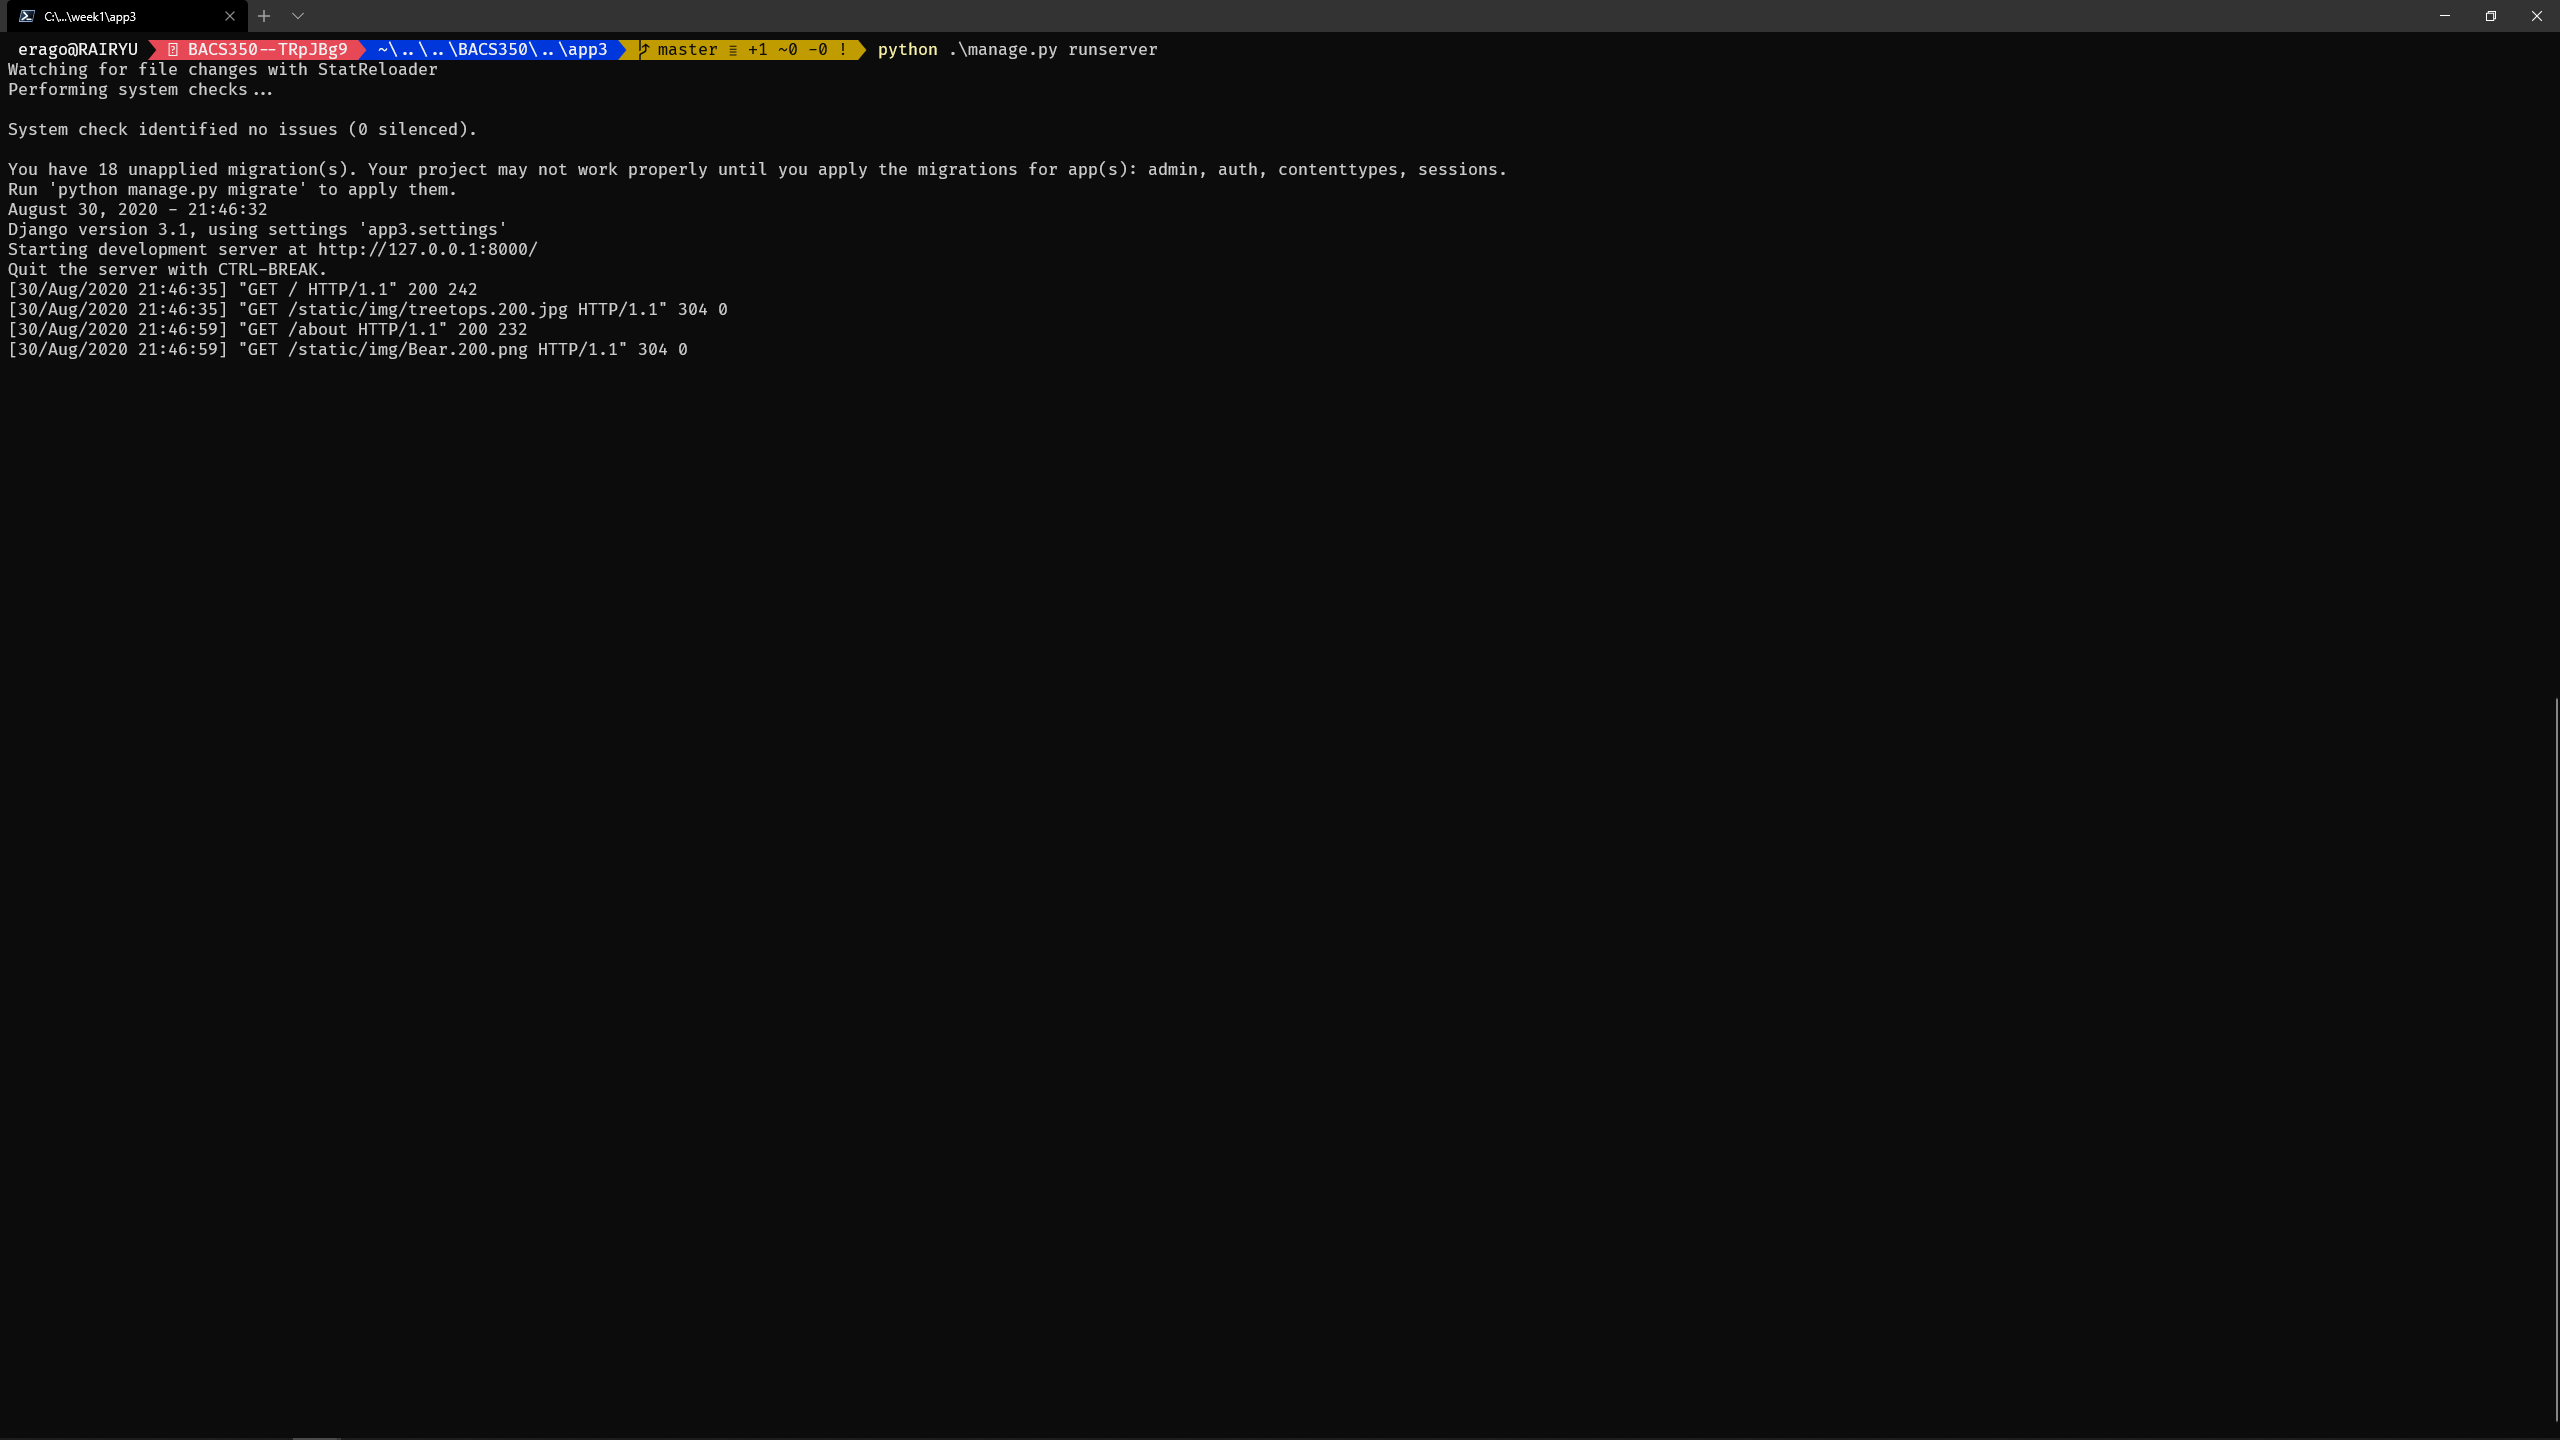 C:\...\week1\app3
erago@RAIRYU BACS350--TRpJBg9 ~\..\..\BACS350\..\app3 master ≡ +1 ~0 -0 ! python .\manage.py runserver
Watching for file changes with StatReloader
Performing system checks...
System check identified no issues (0 silenced).
You have 18 unapplied migration(s). Your project may not work properly until you apply the migrations for app(s): admin, auth, contenttypes, sessions.
Run 'python manage.py migrate' to apply them.
August 30, 2020 - 21:46:32
Django version 3.1, using settings 'app3.settings'
Starting development server at http://127.0.0.1:8000/
Quit the server with CTRL-BREAK.
[30/Aug/2020 21:46:35] "GET / HTTP/1.1" 200 242
[30/Aug/2020 21:46:35] "GET /static/img/treetops.200.jpg HTTP/1.1" 304 0
[30/Aug/2020 21:46:59] "GET /about HTTP/1.1" 200 232
[30/Aug/2020 21:46:59] "GET /static/img/Bear.200.png HTTP/1.1" 304 0